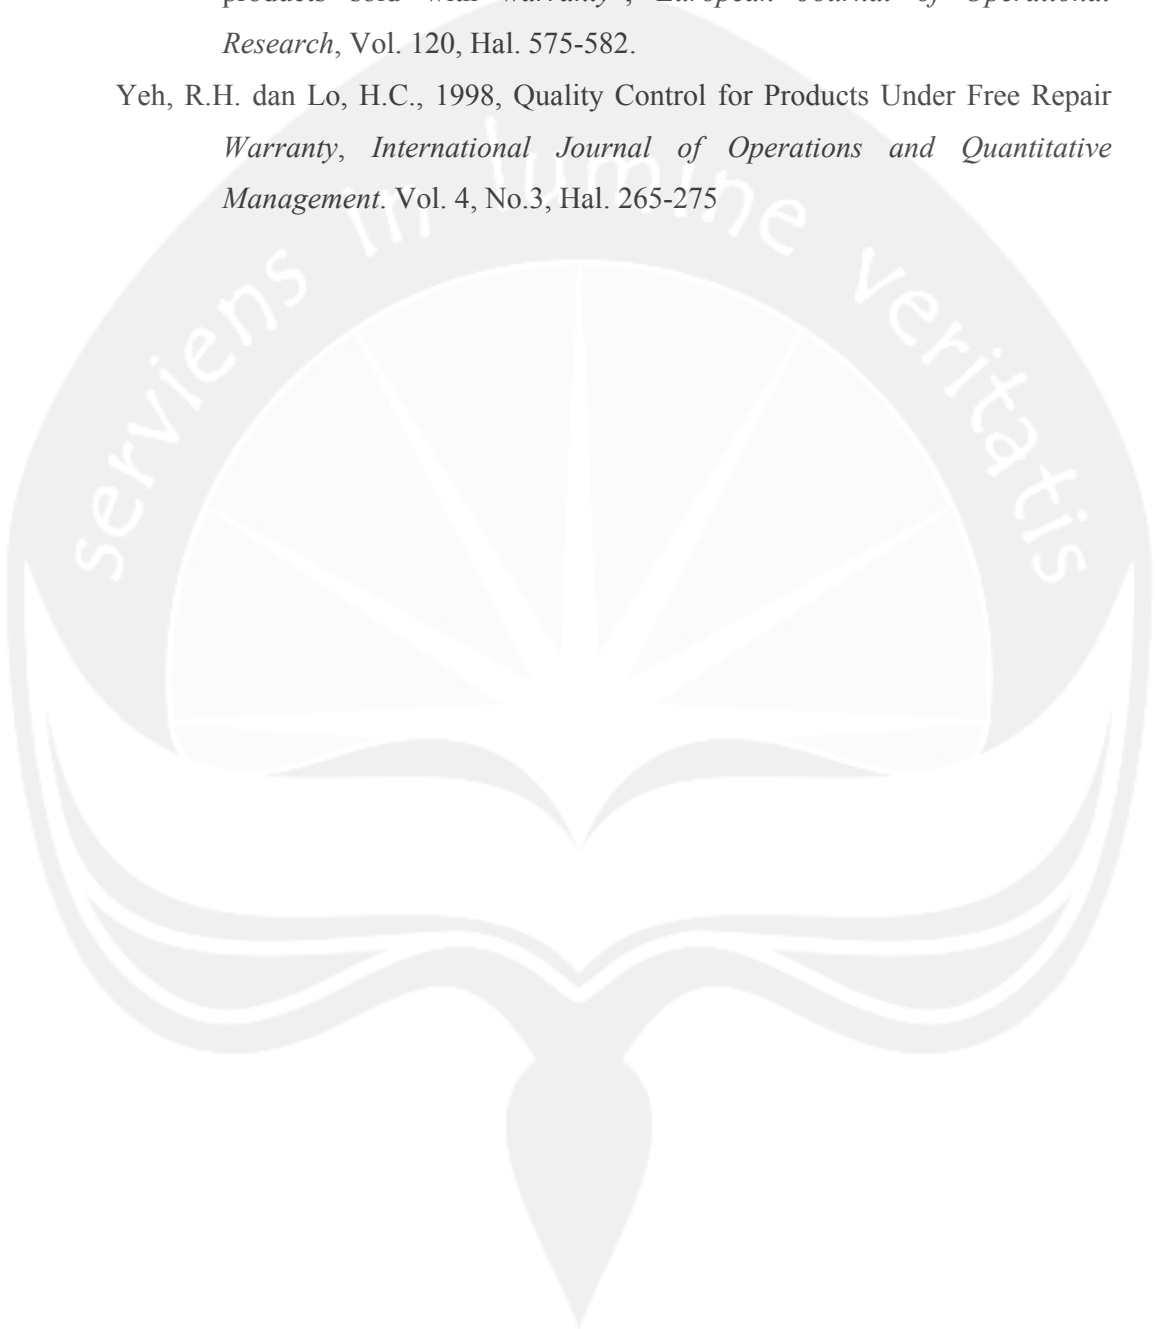 products sold with warranty", European Journal of Operational
Research, Vol. 120, Hal. 575-582.
Yeh, R.H. dan Lo, H.C., 1998, Quality Control for Products Under Free Repair
Warranty, International Journal of Operations and Quantitative
Management. Vol. 4, No.3, Hal. 265-275
serviens in lumine veritatis